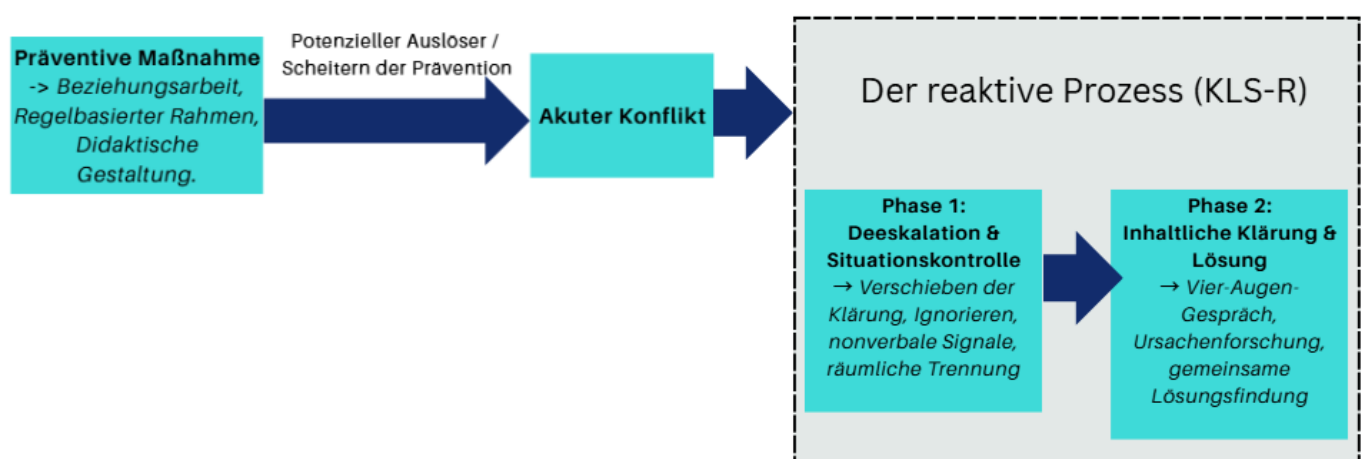 Präventive Maßnahme
-> Beziehungsarbeit,
Regelbasierter Rahmen,
Didaktische
Gestaltung.
Potenzieller Auslöser /
Scheitern der Prävention
Akuter Konflikt
Der reaktive Prozess (KLS-R)
Phase 1:
Deeskalation &
Situationskontrolle
→ Verschieben der
Klärung, Ignorieren,
nonverbale Signale,
räumliche Trennung
Phase 2:
Inhaltliche Klärung &
Lösung
→ Vier-Augen-
Gespräch,
Ursachenforschung,
gemeinsame
Lösungsfindung